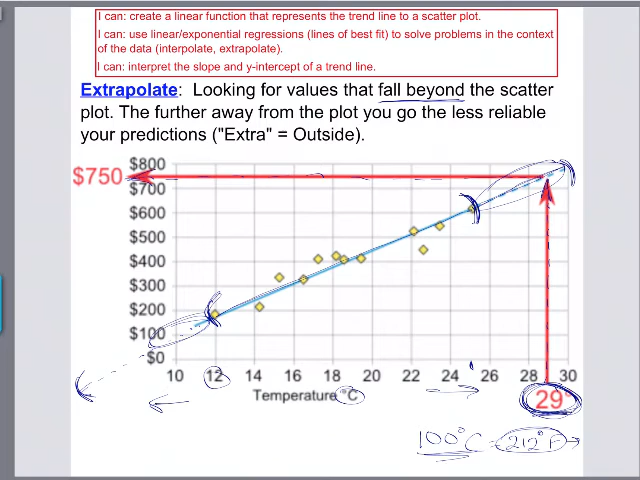 I can: create a linear function that represents the trend line to a scatter plot.
I can: use linear/exponential regressions (lines of best fit) to solve problems in the context
of the data (interpolate, extrapolate).
I can: interpret the slope and y-intercept of a trend line.
Extrapolate: Looking for values that fall beyond the scatter
plot. The further away from the plot you go the less reliable
your predictions ("Extra" = Outside).
$800
$750
$700
$600
$500
$400
$300
$200
$100
$0
10 12 14 16 18 20 22 24 26 28 30
Temperature °C
29°
100°C = 212°F